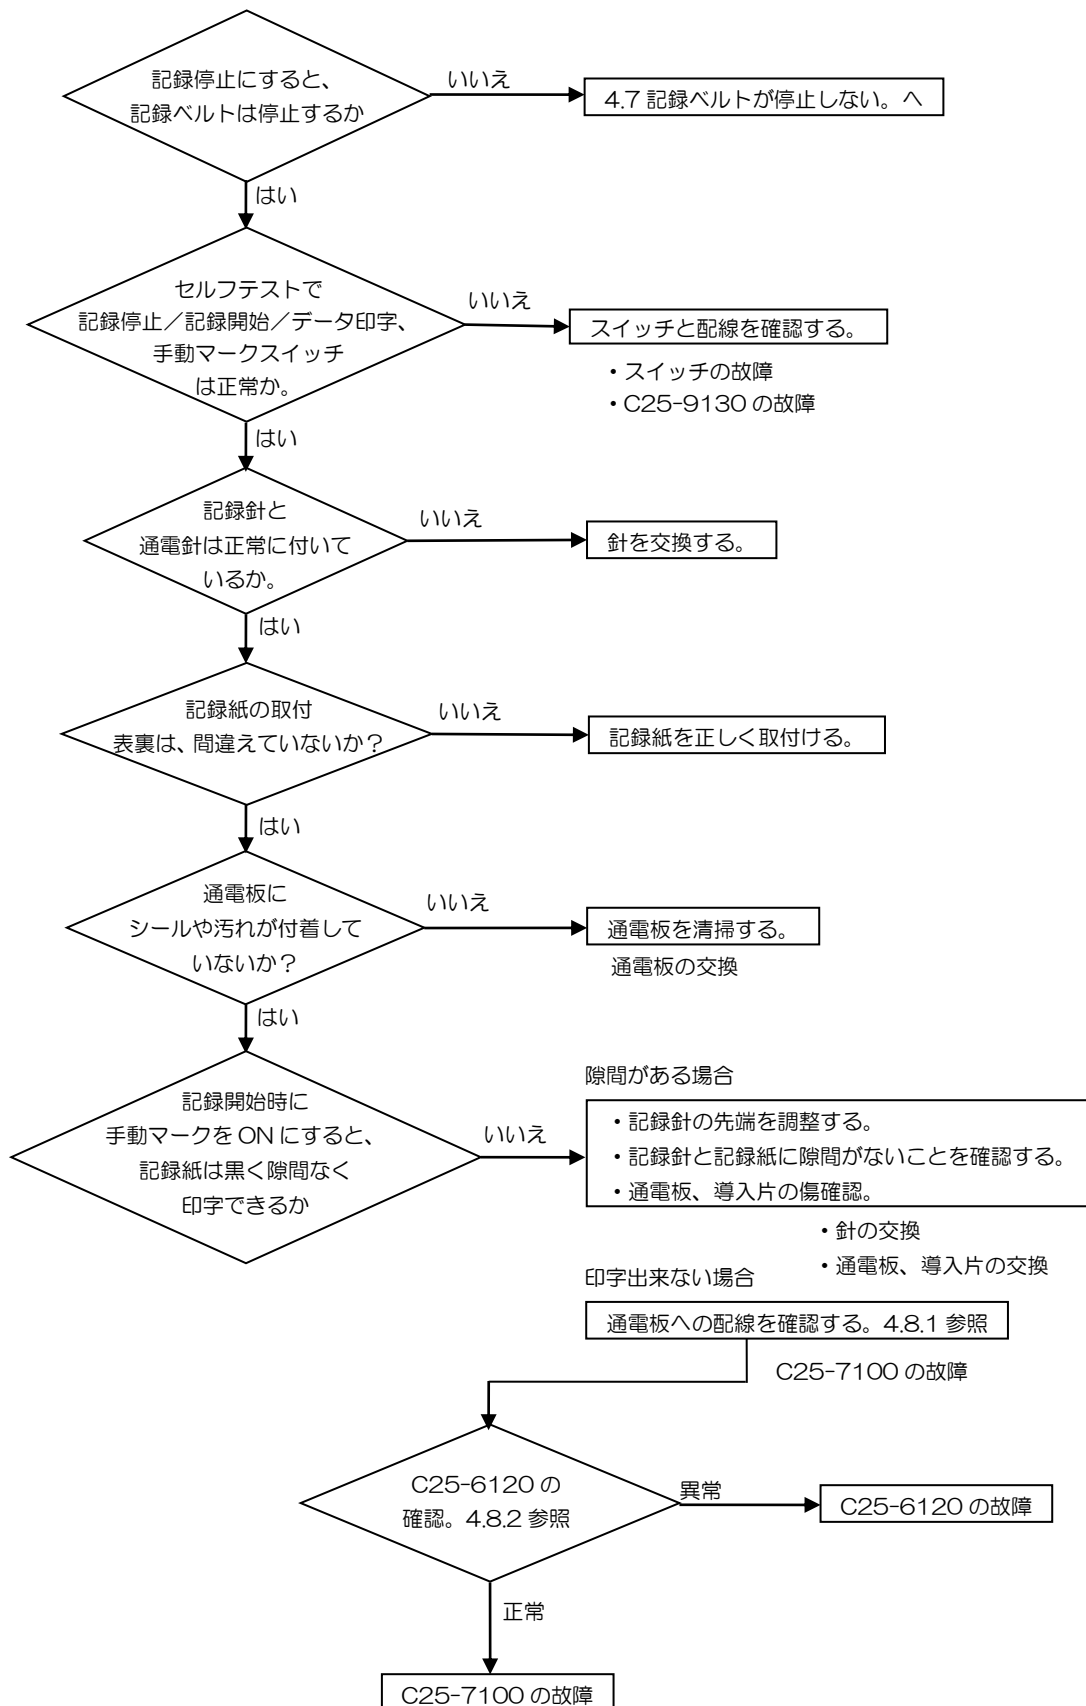 記録停止にすると、
記録ベルトは停止するか
いいえ
4.7 記録ベルトが停止しない。へ
はい
セルフテストで
記録停止／記録開始／データ印字、
手動マークスイッチ
は正常か。
いいえ
スイッチと配線を確認する。
・スイッチの故障
・C25-9130 の故障
はい
記録針と
通電針は正常に付いて
いるか。
いいえ
針を交換する。
はい
記録紙の取付
表裏は、間違えていないか？
いいえ
記録紙を正しく取付ける。
はい
通電板に
シールや汚れが付着して
いないか？
いいえ
通電板を清掃する。
通電板の交換
はい
記録開始時に
手動マークを ON にすると、
記録紙は黒く隙間なく
印字できるか
いいえ
隙間がある場合
・記録針の先端を調整する。
・記録針と記録紙に隙間がないことを確認する。
・通電板、導入片の傷確認。
・針の交換
・通電板、導入片の交換
印字出来ない場合
通電板への配線を確認する。4.8.1 参照
C25-7100 の故障
C25-6120 の
確認。4.8.2 参照
異常
C25-6120 の故障
正常
C25-7100 の故障